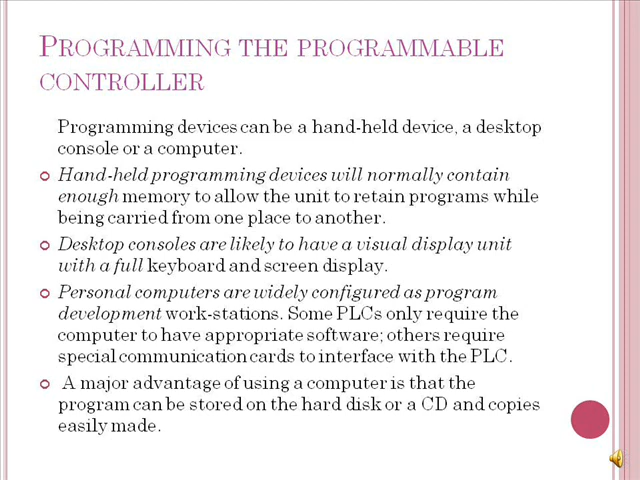 PROGRAMMING THE PROGRAMMABLE
CONTROLLER
Programming devices can be a hand-held device, a desktop
console or a computer.
Hand-held programming devices will normally contain
enough memory to allow the unit to retain programs while
being carried from one place to another.
Desktop consoles are likely to have a visual display unit
with a full keyboard and screen display.
Personal computers are widely configured as program
development work-stations. Some PLCs only require the
computer to have appropriate software; others require
special communication cards to interface with the PLC.
A major advantage of using a computer is that the
program can be stored on the hard disk or a CD and copies
easily made.